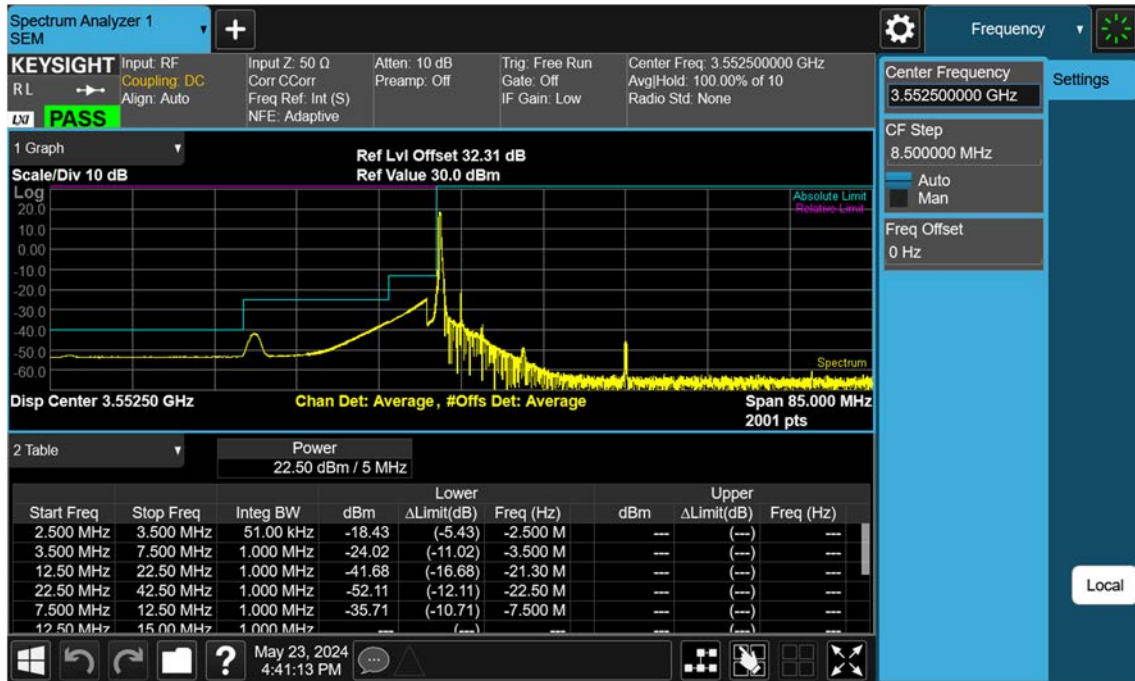 Spectrum Analyzer 1
SEM
Frequency
KEYSIGHT
R L
LXI
PASS
Input: RF
Coupling: DC
Align: Auto
Input Z: 50 Ω
Corr CCorr
Freq Ref: Int (S)
NFE: Adaptive
Atten: 10 dB
Preamp: Off
Trig: Free Run
Gate: Off
IF Gain: Low
Center Freq: 3.552500000 GHz
Avg|Hold: 100.00% of 10
Radio Std: None
Center Frequency
3.552500000 GHz
Settings
CF Step
8.500000 MHz
Auto
Man
Freq Offset
0 Hz
1 Graph
Scale/Div 10 dB
Ref Lvl Offset 32.31 dB
Ref Value 30.0 dBm
Log
20.0
10.0
0.00
-10.0
-20.0
-30.0
-40.0
-50.0
-60.0
Absolute Limit
Relative Limit
Spectrum
Disp Center 3.55250 GHz
Chan Det: Average, #Offs Det: Average
Span 85.000 MHz
2001 pts
2 Table
Power
22.50 dBm / 5 MHz
Lower Upper
Start Freq Stop Freq Integ BW dBm ΔLimit(dB) Freq (Hz) dBm ΔLimit(dB) Freq (Hz)
2.500 MHz 3.500 MHz 51.00 kHz -18.43 (-5.43) -2.500 M --- (---) ---
3.500 MHz 7.500 MHz 1.000 MHz -24.02 (-11.02) -3.500 M --- (---) ---
12.50 MHz 22.50 MHz 1.000 MHz -41.68 (-16.68) -21.30 M --- (---) ---
22.50 MHz 42.50 MHz 1.000 MHz -52.11 (-12.11) -22.50 M --- (---) ---
7.500 MHz 12.50 MHz 1.000 MHz -35.71 (-10.71) -7.500 M --- (---) ---
12.50 MHz 15.00 MHz 1.000 MHz --- (---) --- --- (---) ---
Local
May 23, 2024
4:41:13 PM